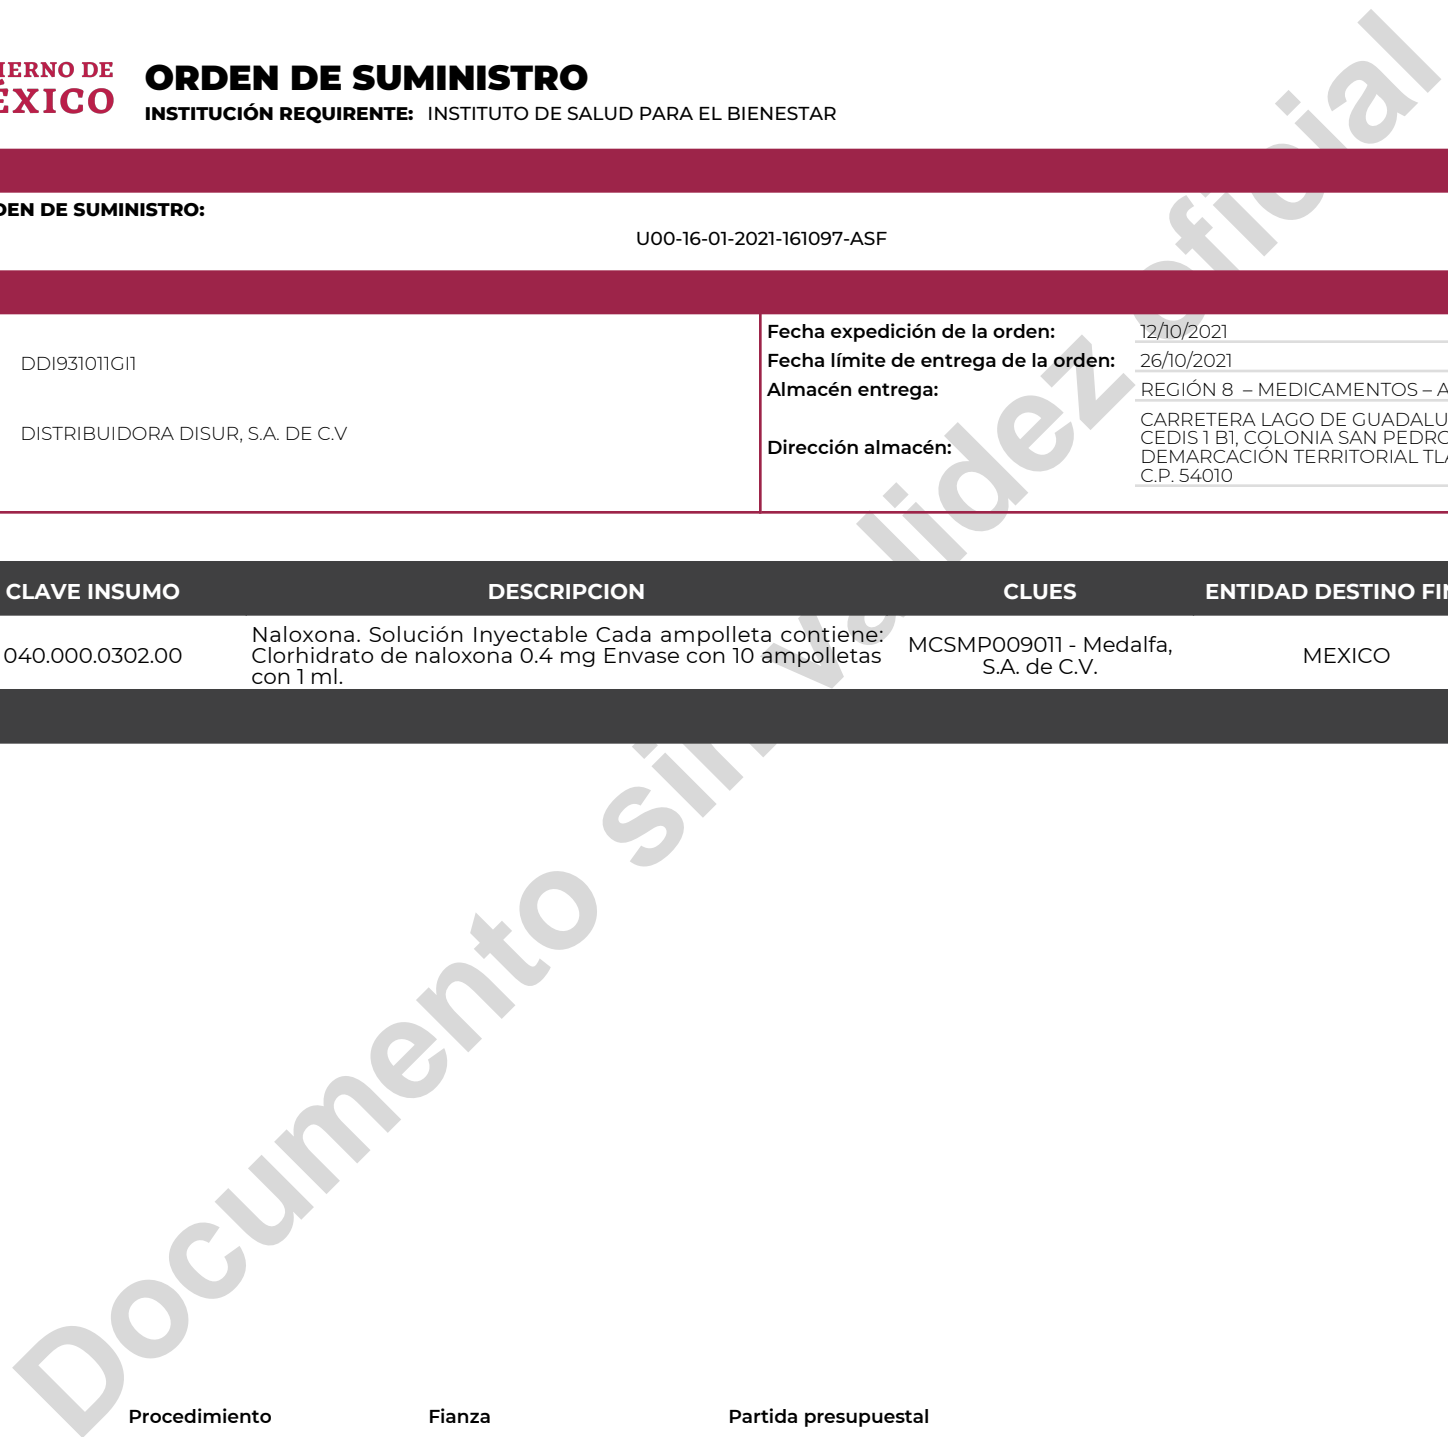 IERNO DE
ÉXICO
ORDEN DE SUMINISTRO
INSTITUCIÓN REQUIRENTE: INSTITUTO DE SALUD PARA EL BIENESTAR
DEN DE SUMINISTRO:
U00-16-01-2021-161097-ASF
DDI931011GI1
DISTRIBUIDORA DISUR, S.A. DE C.V
Fecha expedición de la orden: 12/10/2021
Fecha límite de entrega de la orden: 26/10/2021
Almacén entrega: REGIÓN 8 – MEDICAMENTOS – A
Dirección almacén:
CARRETERA LAGO DE GUADALU
CEDIS 1 B1, COLONIA SAN PEDRO
DEMARCACIÓN TERRITORIAL TLA
C.P. 54010
CLAVE INSUMO DESCRIPCION CLUES ENTIDAD DESTINO FIN
040.000.0302.00
Naloxona. Solución Inyectable Cada ampolleta contiene:
Clorhidrato de naloxona 0.4 mg Envase con 10 ampolletas
con 1 ml.
MCSMP009011 - Medalfa,
S.A. de C.V.
MEXICO
Documento sin validez oficial
Procedimiento Fianza Partida presupuestal